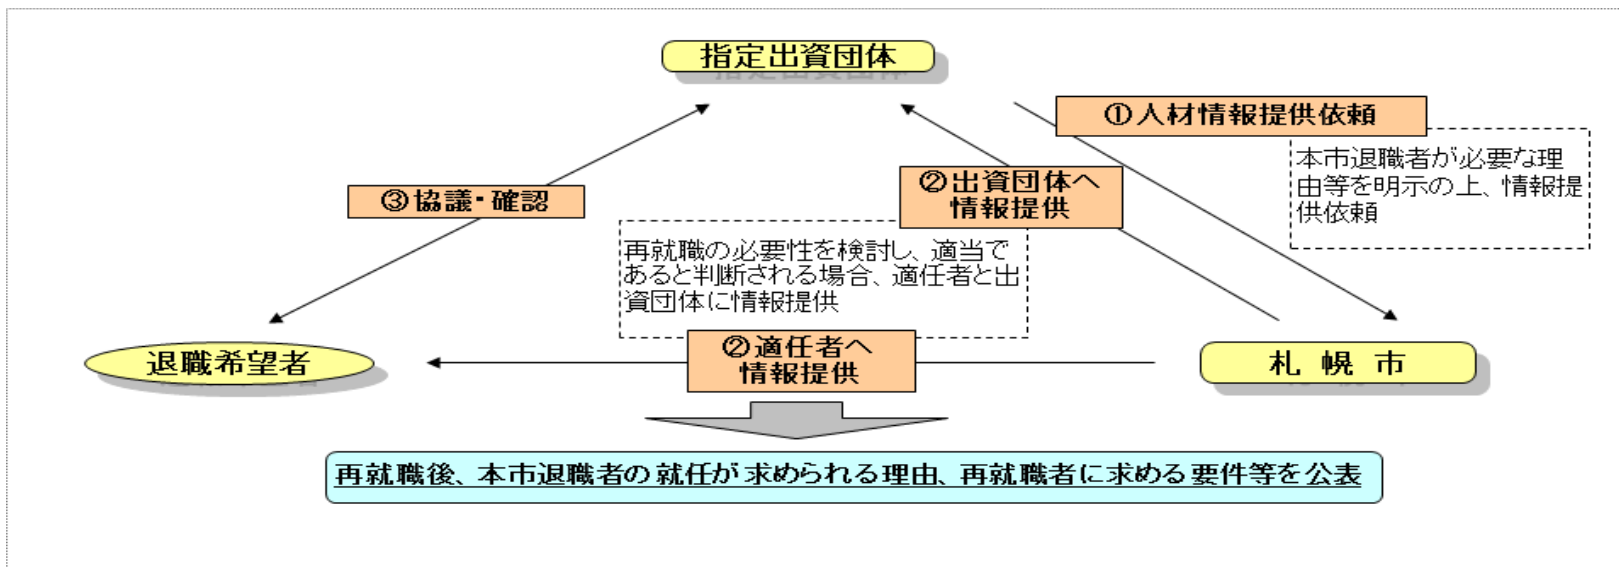 指定出資団体
①人材情報提供依頼
本市退職者が必要な理
由等を明示の上、情報提
供依頼
②出資団体へ
情報提供
③協議・確認
再就職の必要性を検討し、適当で
あると判断される場合、適任者と出
資団体に情報提供
②適任者へ
情報提供
退職希望者
札 幌 市
再就職後、本市退職者の就任が求められる理由、再就職者に求める要件等を公表